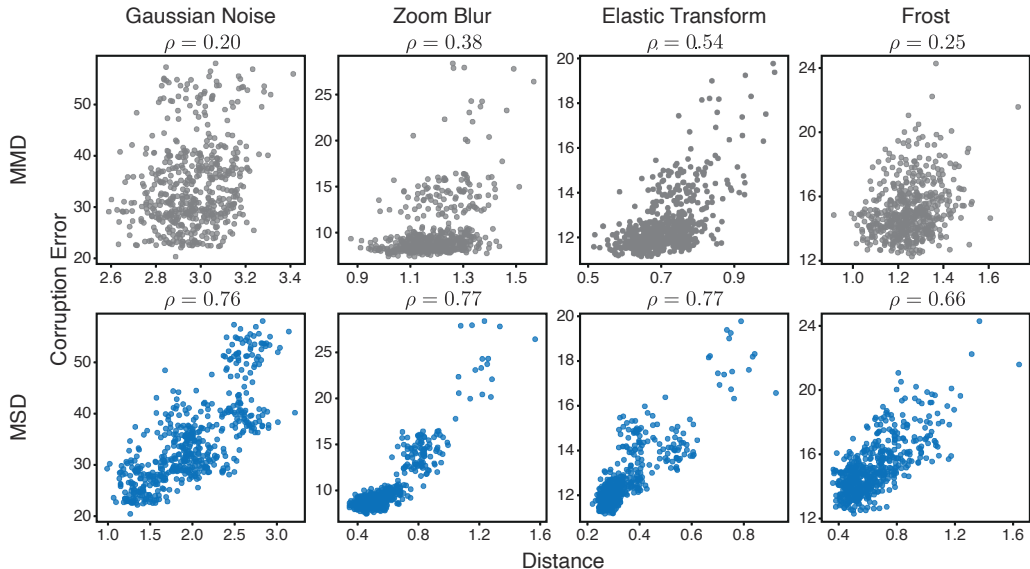 Gaussian Noise Zoom Blur Elastic Transform Frost
ρ = 0.20 ρ = 0.38 ρ = 0.54 ρ = 0.25
MMD
50
40
30
20
2.6 2.8 3.0 3.2 3.4
25
20
15
10
0.9 1.1 1.3 1.5
20
18
16
14
12
0.5 0.7 0.9
24
20
16
12
1.0 1.2 1.4 1.6
Corruption Error
ρ = 0.76 ρ = 0.77 ρ = 0.77 ρ = 0.66
MSD
50
40
30
20
1.0 1.5 2.0 2.5 3.0
25
20
15
10
0.4 0.8 1.2 1.6
20
18
16
14
12
0.2 0.4 0.6 0.8
24
20
16
12
0.4 0.8 1.2 1.6
Distance